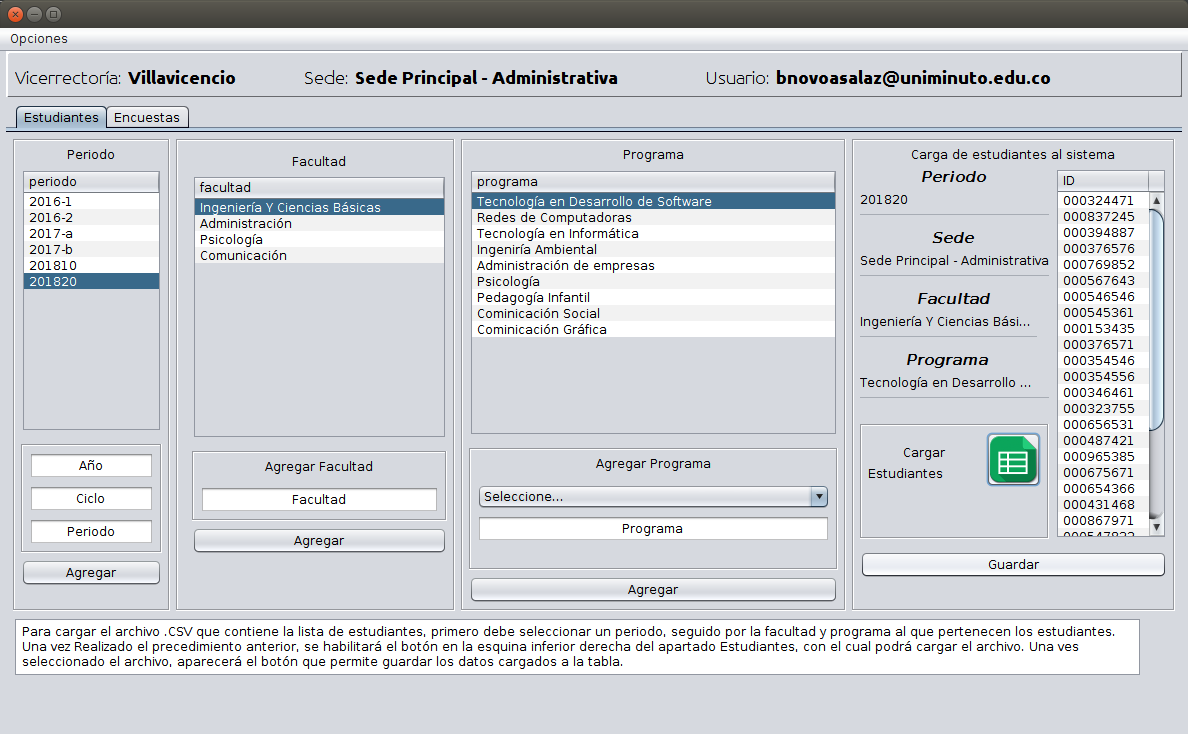 Opciones
Vicerrectoría: Villavicencio Sede: Sede Principal - Administrativa Usuario: bnovoasalaz@uniminuto.edu.co
Estudiantes Encuestas
Periodo
periodo
2016-1
2016-2
2017-a
2017-b
201810
201820
Año
Ciclo
Periodo
Agregar
Facultad
facultad
Ingeniería Y Ciencias Básicas
Administración
Psicología
Comunicación
Agregar Facultad
Facultad
Agregar
Programa
programa
Tecnología en Desarrollo de Software
Redes de Computadoras
Tecnología en Informática
Ingeniría Ambiental
Administración de empresas
Psicología
Pedagogía Infantil
Cominicación Social
Cominicación Gráfica
Agregar Programa
Seleccione...
Programa
Agregar
Carga de estudiantes al sistema
Periodo
201820
Sede
Sede Principal - Administrativa
Facultad
Ingeniería Y Ciencias Bási...
Programa
Tecnología en Desarrollo ...
Cargar
Estudiantes
ID
000324471
000837245
000394887
000376576
000769852
000567643
000546546
000545361
000153435
000376571
000354546
000354556
000346461
000323755
000656531
000487421
000965385
000675671
000654366
000431468
000867971
Guardar
Para cargar el archivo .CSV que contiene la lista de estudiantes, primero debe seleccionar un periodo, seguido por la facultad y programa al que pertenecen los estudiantes.
Una vez Realizado el precedimiento anterior, se habilitará el botón en la esquina inferior derecha del apartado Estudiantes, con el cual podrá cargar el archivo. Una ves
seleccionado el archivo, aparecerá el botón que permite guardar los datos cargados a la tabla.